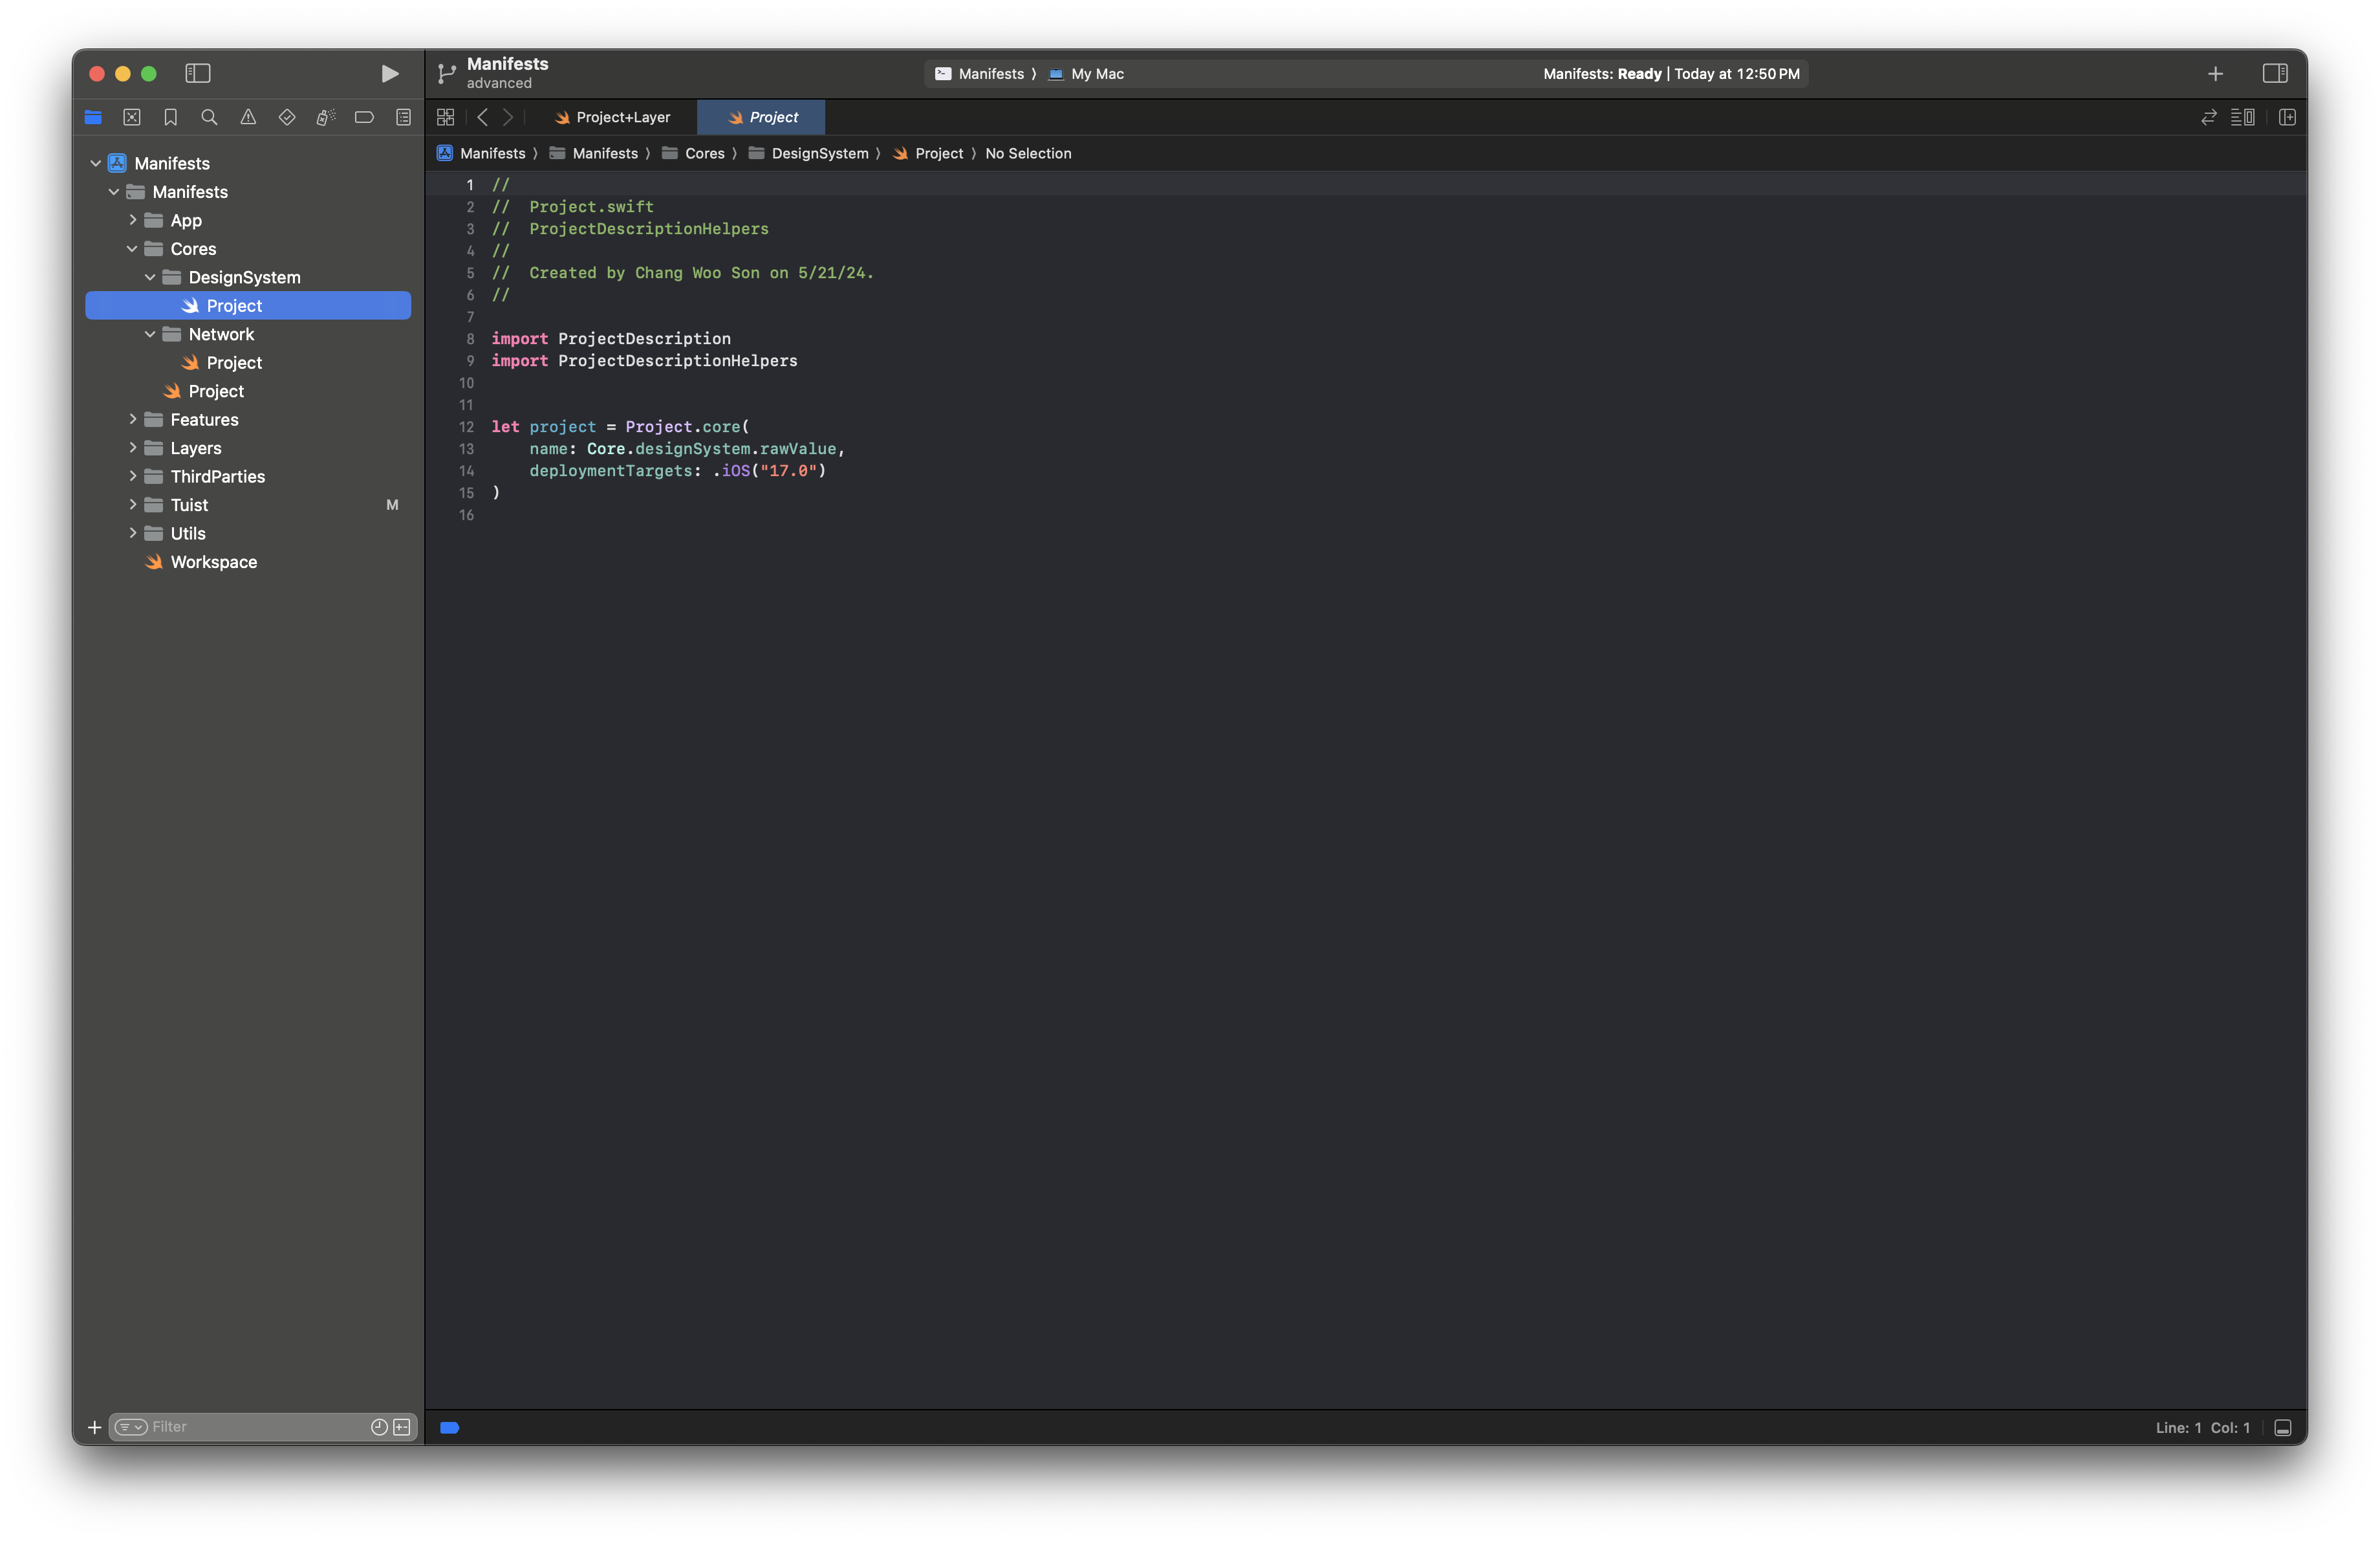 Manifests
advanced
Manifests
My Mac
Manifests: Ready | Today at 12:50 PM
Project+Layer
Project
Manifests
Manifests
Cores
DesignSystem
Project
No Selection
Manifests
Manifests
App
Cores
DesignSystem
Project
Network
Project
Project
Features
Layers
ThirdParties
Tuist M
Utils
Workspace
1 //
2 //  Project.swift
3 //  ProjectDescriptionHelpers
4 //
5 //  Created by Chang Woo Son on 5/21/24.
6 //
7
8 import ProjectDescription
9 import ProjectDescriptionHelpers
10
11
12 let project = Project.core(
13     name: Core.designSystem.rawValue,
14     deploymentTargets: .iOS("17.0")
15 )
16
Filter
Line: 1 Col: 1